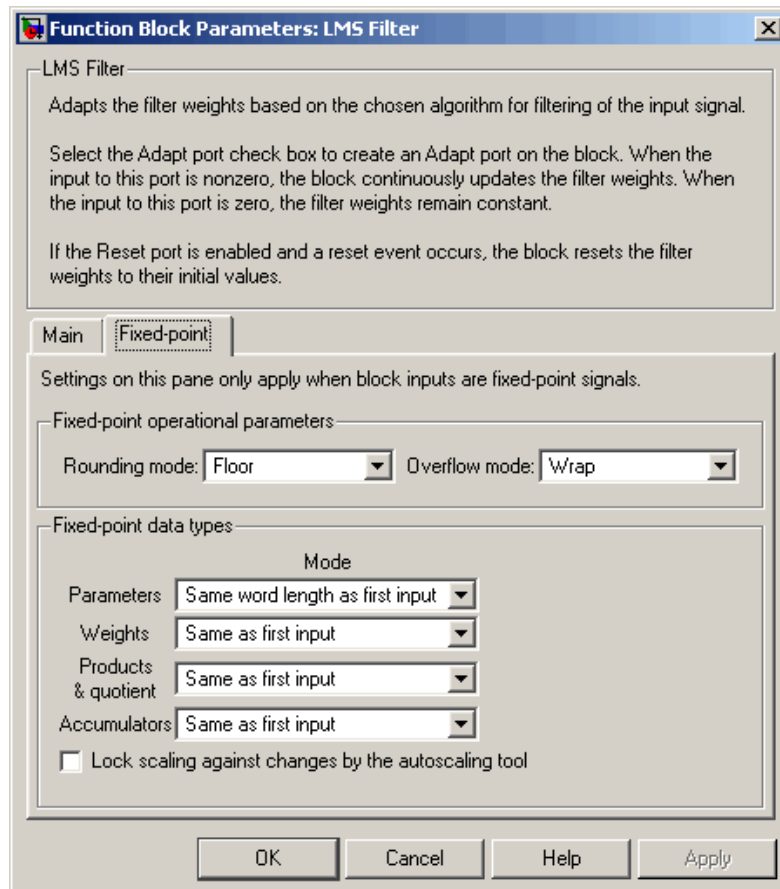 Function Block Parameters: LMS Filter
LMS Filter
Adapts the filter weights based on the chosen algorithm for filtering of the input signal.
Select the Adapt port check box to create an Adapt port on the block. When the
input to this port is nonzero, the block continuously updates the filter weights. When
the input to this port is zero, the filter weights remain constant.
If the Reset port is enabled and a reset event occurs, the block resets the filter
weights to their initial values.
Main Fixed-point
Settings on this pane only apply when block inputs are fixed-point signals.
Fixed-point operational parameters
Rounding mode: Floor Overflow mode: Wrap
Fixed-point data types
Mode
Parameters Same word length as first input
Weights Same as first input
Products
& quotient Same as first input
Accumulators Same as first input
Lock scaling against changes by the autoscaling tool
OK Cancel Help Apply